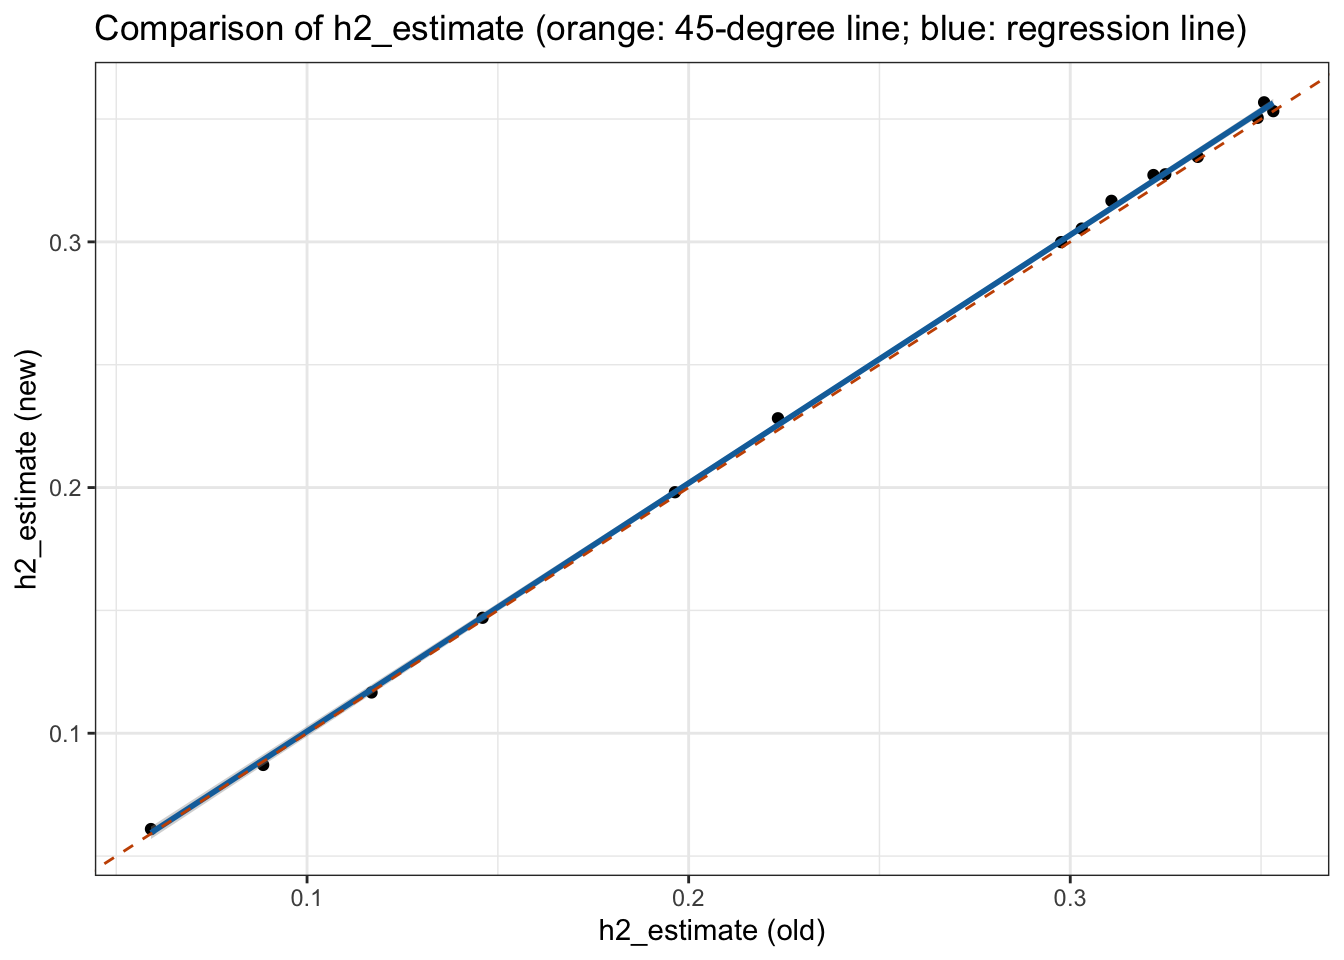 Comparison of h2_estimate (orange: 45-degree line; blue: regression line)
0.3
0.2
0.1
h2_estimate (new)
0.1 0.2 0.3
h2_estimate (old)